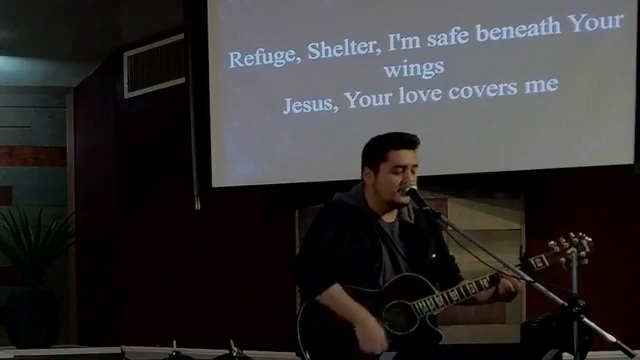 Refuge, Shelter, I'm safe beneath Your
wings
Jesus, Your love covers me